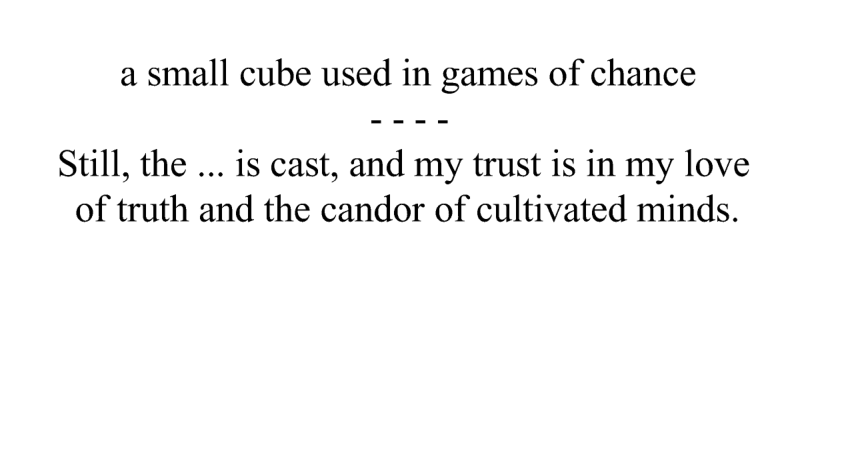 a small cube used in games of chance
- - - -
Still, the ... is cast, and my trust is in my love
of truth and the candor of cultivated minds.